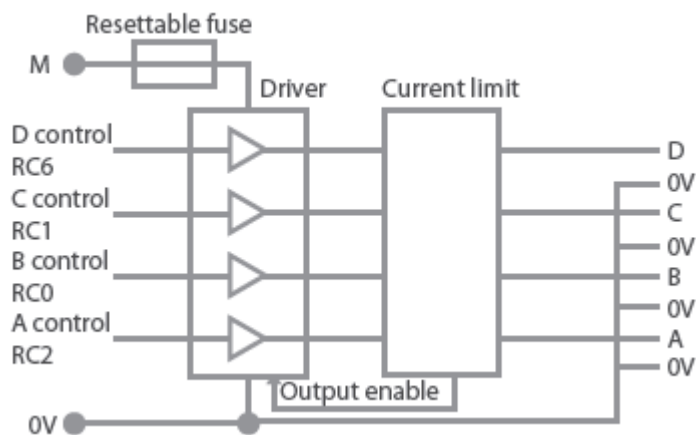 Resettable fuse
M
Driver
Current limit
D control
RC6
D
0V
C control
RC1
C
0V
B control
RC0
B
0V
A control
RC2
A
0V
Output enable
0V